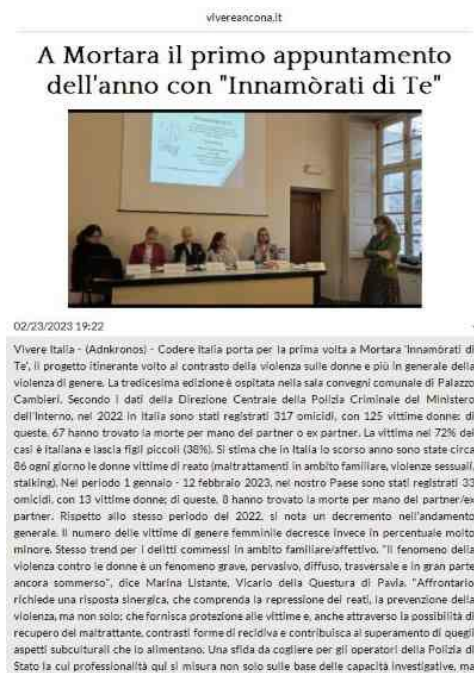 vivereancona.it
A Mortara il primo appuntamento
dell'anno con "Innamòrati di Te"
02/23/2023 19:22
Vivere Italia - (Adnkronos) - Codere Italia porta per la prima volta a Mortara 'Innamòrati di
Te', il progetto itinerante volto al contrasto della violenza sulle donne e più in generale della
violenza di genere. La tredicesima edizione è ospitata nella sala convegni comunale di Palazzo
Cambieri. Secondo i dati della Direzione Centrale della Polizia Criminale del Ministero
dell'Interno, nel 2022 in Italia sono stati registrati 317 omicidi, con 125 vittime donne: di
queste, 67 hanno trovato la morte per mano del partner o ex partner. La vittima nel 72% dei
casi è italiana e lascia figli piccoli (38%). Si stima che in Italia lo scorso anno sono state circa
86 ogni giorno le donne vittime di reato (maltrattamenti in ambito familiare, violenze sessuali,
stalking). Nel periodo 1 gennaio - 12 febbraio 2023, nel nostro Paese sono stati registrati 33
omicidi, con 13 vittime donne; di queste, 8 hanno trovato la morte per mano del partner/ex
partner. Rispetto allo stesso periodo del 2022, si nota un decremento nell'andamento
generale. Il numero delle vittime di genere femminile decresce invece in percentuale molto
minore. Stesso trend per i delitti commessi in ambito familiare/affettivo. "Il fenomeno della
violenza contro le donne è un fenomeno grave, pervasivo, diffuso, trasversale e in gran parte
ancora sommerso", dice Marina Listante, Vicario della Questura di Pavia. "Affrontarlo
richiede una risposta sinergica, che comprenda la repressione dei reati, la prevenzione della
violenza, ma non solo; che fornisca protezione alle vittime e, anche attraverso la possibilità di
recupero del maltrattante, contrasti forme di recidiva e contribuisca al superamento di quegli
aspetti subculturali che lo alimentano. Una sfida da cogliere per gli operatori della Polizia di
Stato la cui professionalità qui si misura non solo sulle base delle capacità investigative, ma